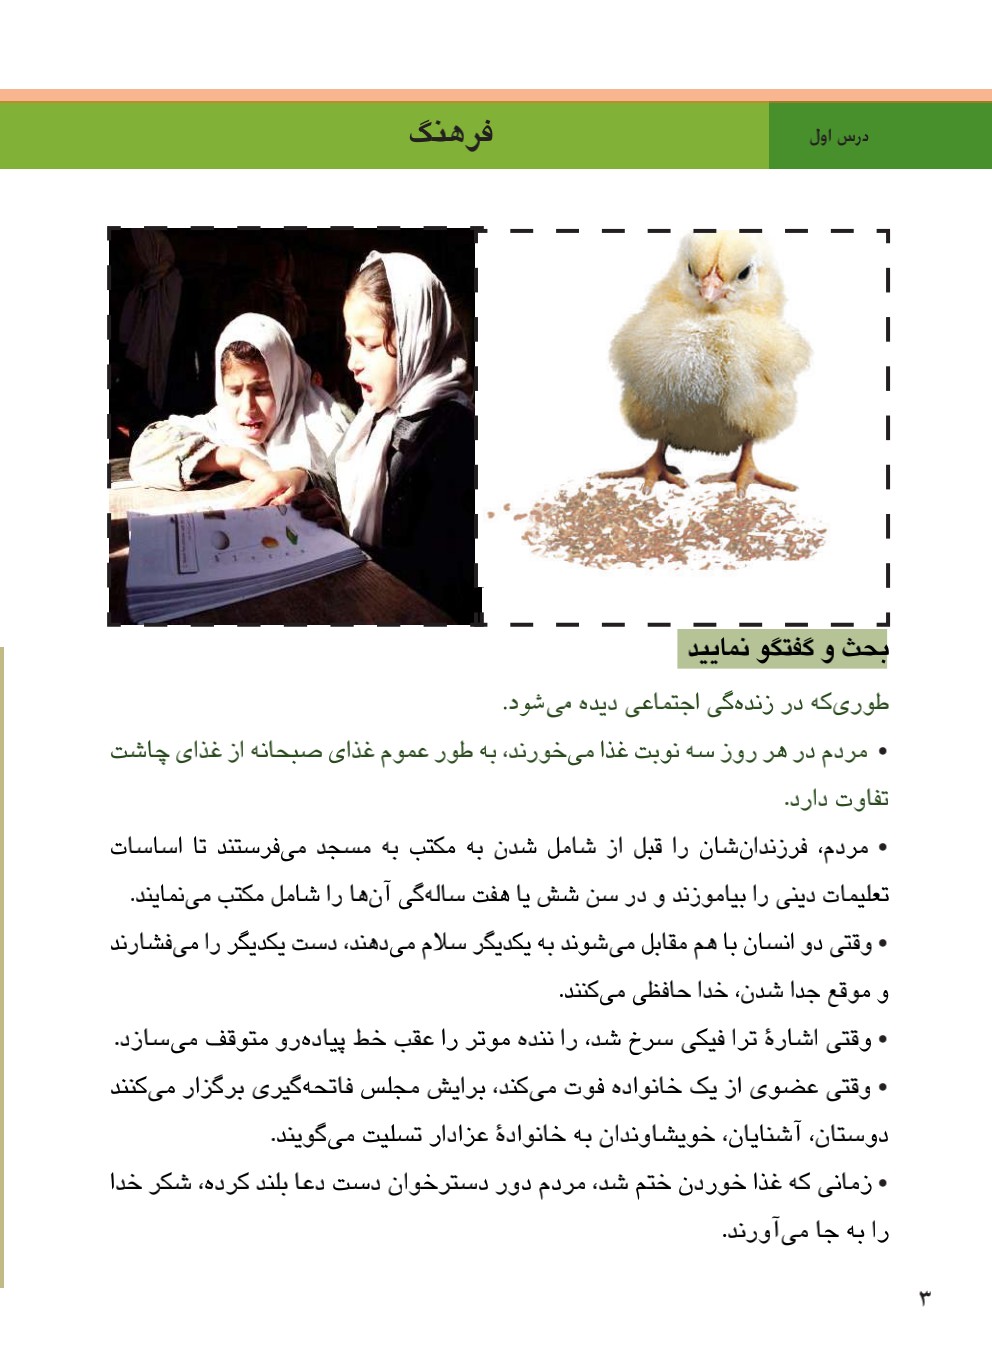 درس اول
فرهنگ
بحث و گفتگو نمایید
طوری‌که در زنده‌گی اجتماعی دیده می‌شود.
• مردم در هر روز سه نوبت غذا می‌خورند، به طور عموم غذای صبحانه از غذای چاشت
تفاوت دارد.
• مردم، فرزندان‌شان را قبل از شامل شدن به مکتب به مسجد می‌فرستند تا اساسات
تعلیمات دینی را بیاموزند و در سن شش یا هفت ساله‌گی آن‌ها را شامل مکتب می‌نمایند.
• وقتی دو انسان با هم مقابل می‌شوند به یکدیگر سلام می‌دهند، دست یکدیگر را می‌فشارند
و موقع جدا شدن، خدا حافظی می‌کنند.
• وقتی اشارهٔ ترا فیکی سرخ شد، را ننده موتر را عقب خط پیاده‌رو متوقف می‌سازد.
• وقتی عضوی از یک خانواده فوت می‌کند، برایش مجلس فاتحه‌گیری برگزار می‌کنند
دوستان، آشنایان، خویشاوندان به خانوادهٔ عزادار تسلیت می‌گویند.
• زمانی که غذا خوردن ختم شد، مردم دور دسترخوان دست دعا بلند کرده، شکر خدا
را به جا می‌آورند.
۳